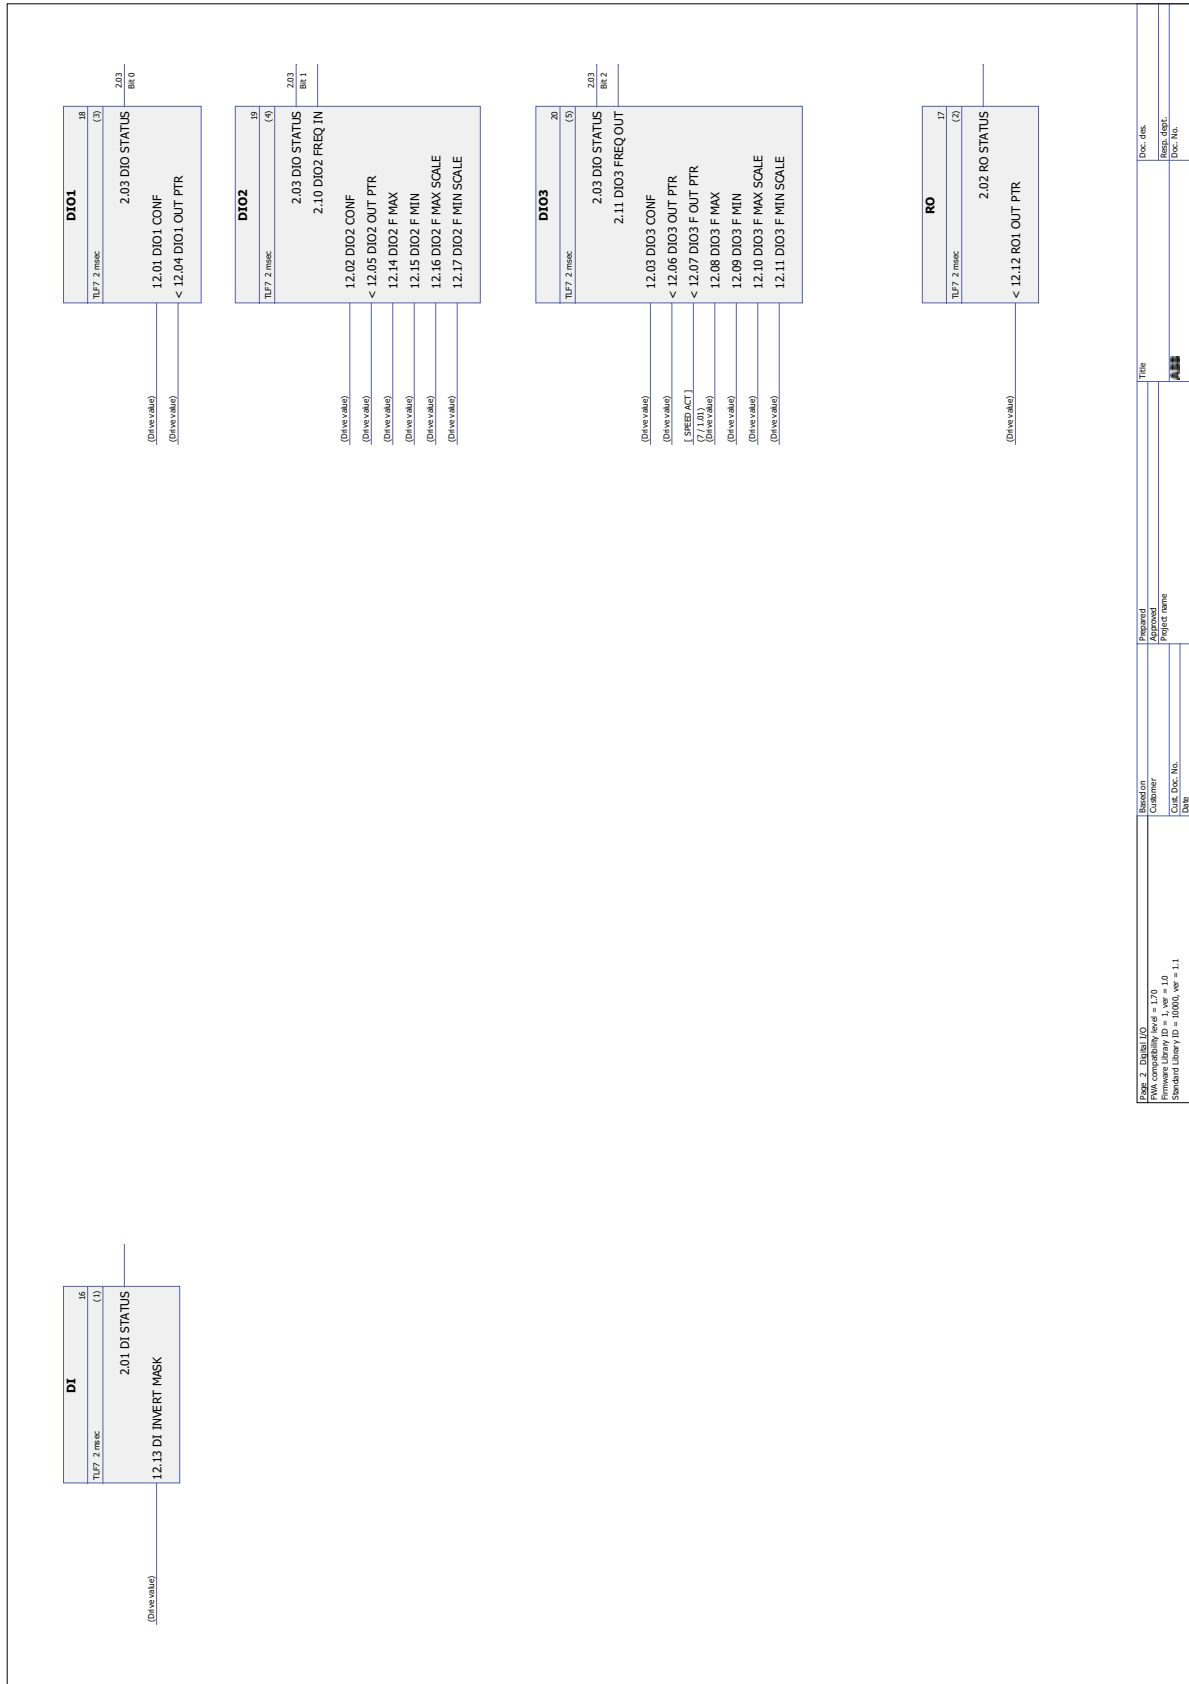 DI
16
TLF7 2 msec
(1)
2.01 DI STATUS
12.13 DI INVERT MASK
(Drive value)
DIO1
18
TLF7 2 msec
(3)
2.03 DIO STATUS
2.03
Bit 0
(Drive value)
12.01 DIO1 CONF
(Drive value)
< 12.04 DIO1 OUT PTR
DIO2
19
TLF7 2 msec
(4)
2.03 DIO STATUS
2.03
Bit 1
2.10 DIO2 FREQ IN
(Drive value)
12.02 DIO2 CONF
(Drive value)
< 12.05 DIO2 OUT PTR
(Drive value)
12.14 DIO2 F MAX
(Drive value)
12.15 DIO2 F MIN
(Drive value)
12.16 DIO2 F MAX SCALE
(Drive value)
12.17 DIO2 F MIN SCALE
DIO3
20
TLF7 2 msec
(5)
2.03 DIO STATUS
2.03
Bit 2
2.11 DIO3 FREQ OUT
(Drive value)
12.03 DIO3 CONF
(Drive value)
< 12.06 DIO3 OUT PTR
[ SPEED ACT ]
(7 / 1.01)
< 12.07 DIO3 F OUT PTR
(Drive value)
12.08 DIO3 F MAX
(Drive value)
12.09 DIO3 F MIN
(Drive value)
12.10 DIO3 F MAX SCALE
(Drive value)
12.11 DIO3 F MIN SCALE
RO
17
TLF7 2 msec
(2)
2.02 RO STATUS
(Drive value)
< 12.12 RO1 OUT PTR
Page 2 Digital I/O
FWA compatibility level = 1.70
Firmware Library ID = 1, ver = 1.0
Standard Library ID = 10000, ver = 1.1
Based on
Customer
Cust. Doc. No.
Date
Prepared
Approved
Project name
Title
ABB
Doc. des.
Resp. dept.
Doc. No.